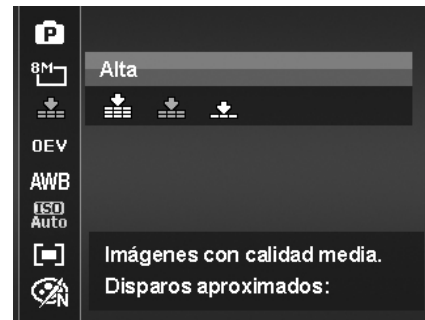 P
8M
Alta
0EV
AWB
ISO
Auto
N
Imágenes con calidad media.
Disparos aproximados: